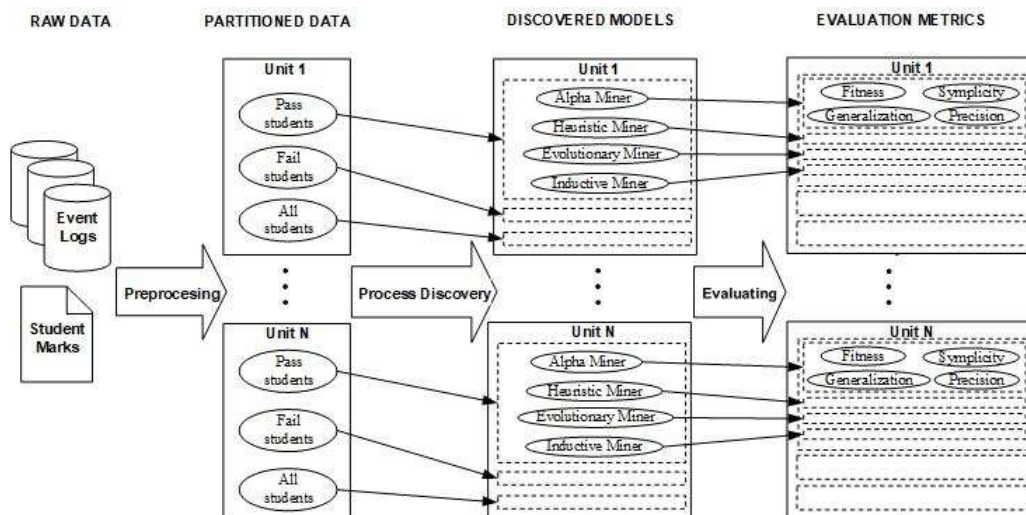 RAW DATA
PARTITIONED DATA
DISCOVERED MODELS
EVALUATION METRICS
Event
Logs
Student
Marks
Preprocesing
Unit 1
Pass
students
Fail
students
All
students
Unit N
Pass
students
Fail
students
All
students
Process Discovery
Unit 1
Alpha Miner
Heuristic Miner
Evolutionary Miner
Inductive Miner
Unit N
Alpha Miner
Heuristic Miner
Evolutionary Miner
Inductive Miner
Evaluating
Unit 1
Fitness
Symplicity
Generalization
Precision
Unit N
Fitness
Symplicity
Generalization
Precision